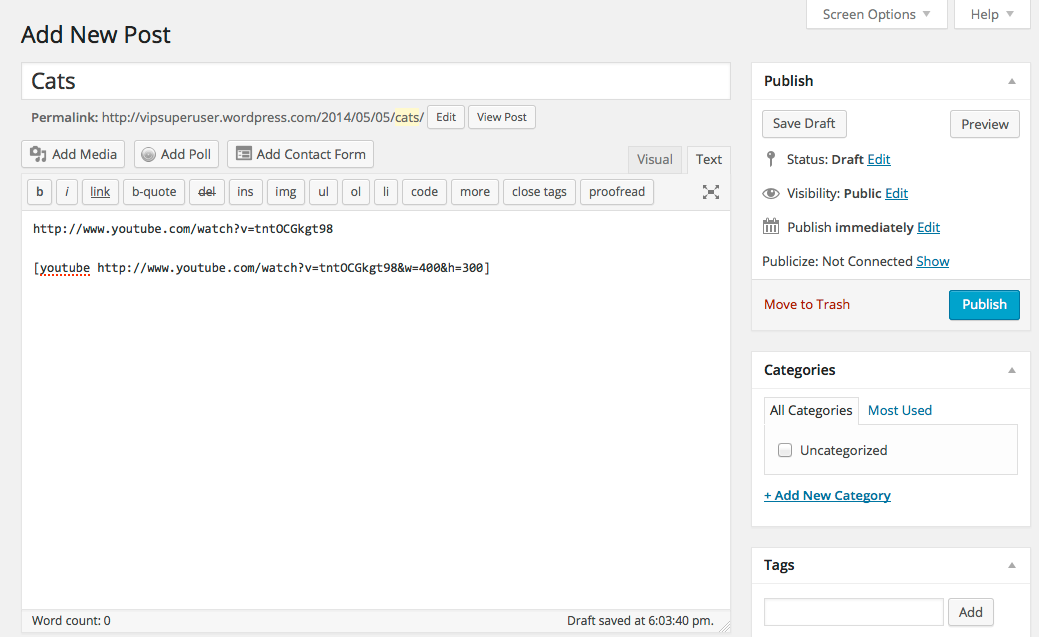 Screen Options Help
Add New Post
Cats
Permalink: http://vipsuperuser.wordpress.com/2014/05/05/cats/ Edit View Post
Add Media Add Poll Add Contact Form Visual Text
b i link b-quote del ins img ul ol li code more close tags proofread
http://www.youtube.com/watch?v=tntOCGkgt98
[youtube http://www.youtube.com/watch?v=tntOCGkgt98&w=400&h=300]
Word count: 0 Draft saved at 6:03:40 pm.
Publish
Save Draft Preview
Status: Draft Edit
Visibility: Public Edit
Publish immediately Edit
Publicize: Not Connected Show
Move to Trash Publish
Categories
All Categories Most Used
Uncategorized
+ Add New Category
Tags
Add